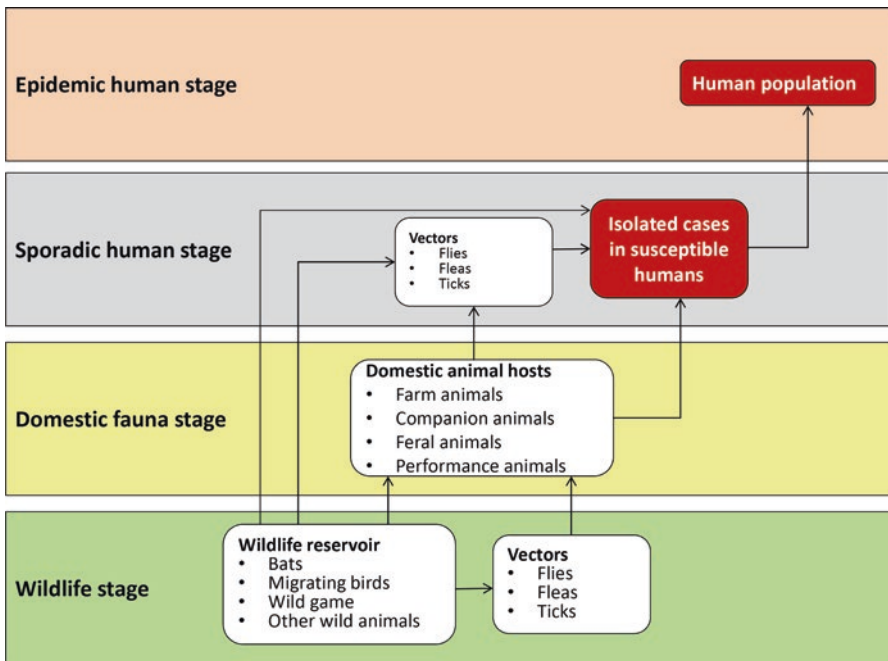 Epidemic human stage
Human population
Sporadic human stage
Vectors
• Flies
• Fleas
• Ticks
Isolated cases
in susceptible
humans
Domestic fauna stage
Domestic animal hosts
• Farm animals
• Companion animals
• Feral animals
• Performance animals
Wildlife stage
Wildlife reservoir
• Bats
• Migrating birds
• Wild game
• Other wild animals
Vectors
• Flies
• Fleas
• Ticks